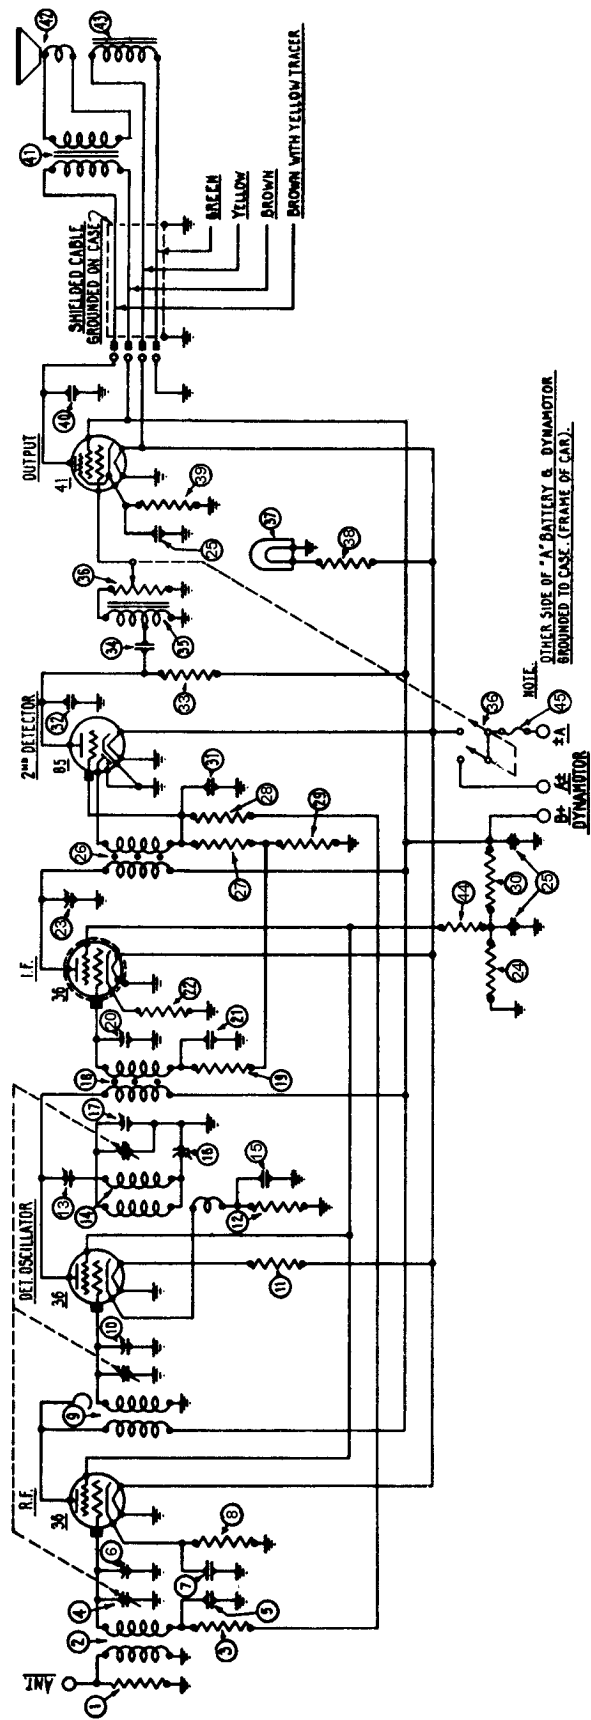 ANT.
1
2
3
4
5
6
7
8
R.F.
36
9
10
DET. OSCILLATOR
36
11
12
13
14
15
16
17
18
19
20
21
22
I.F.
36
23
24
25
26
27
28
29
30
31
2ND DETECTOR
85
32
33
34
35
36
37
38
OUTPUT
41
25
39
40
SHIELDED CABLE
GROUNDED ON CASE
GREEN
YELLOW
BROWN
BROWN WITH YELLOW TRACER
41
42
43
44
36
45
B+
A±
±A
DYNAMOTOR
NOTE.
OTHER SIDE OF "A" BATTERY & DYNAMOTOR
GROUNDED TO CASE. (FRAME OF CAR).